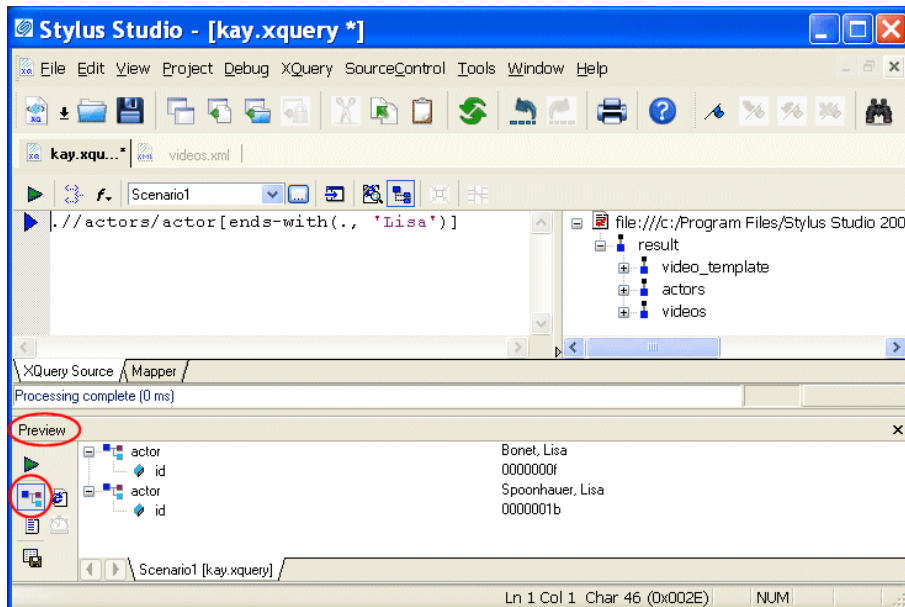 Stylus Studio - [kay.xquery *]
File Edit View Project Debug XQuery SourceControl Tools Window Help
kay.xqu...* videos.xml
Scenario1
.//actors/actor[ends-with(., 'Lisa')]
file:///c:/Program Files/Stylus Studio 200
result
video_template
actors
videos
XQuery Source Mapper
Processing complete (0 ms)
Preview
actor Bonet, Lisa
id 0000000f
actor Spoonhauer, Lisa
id 0000001b
Scenario1 [kay.xquery]
Ln 1 Col 1 Char 46 (0x002E) NUM